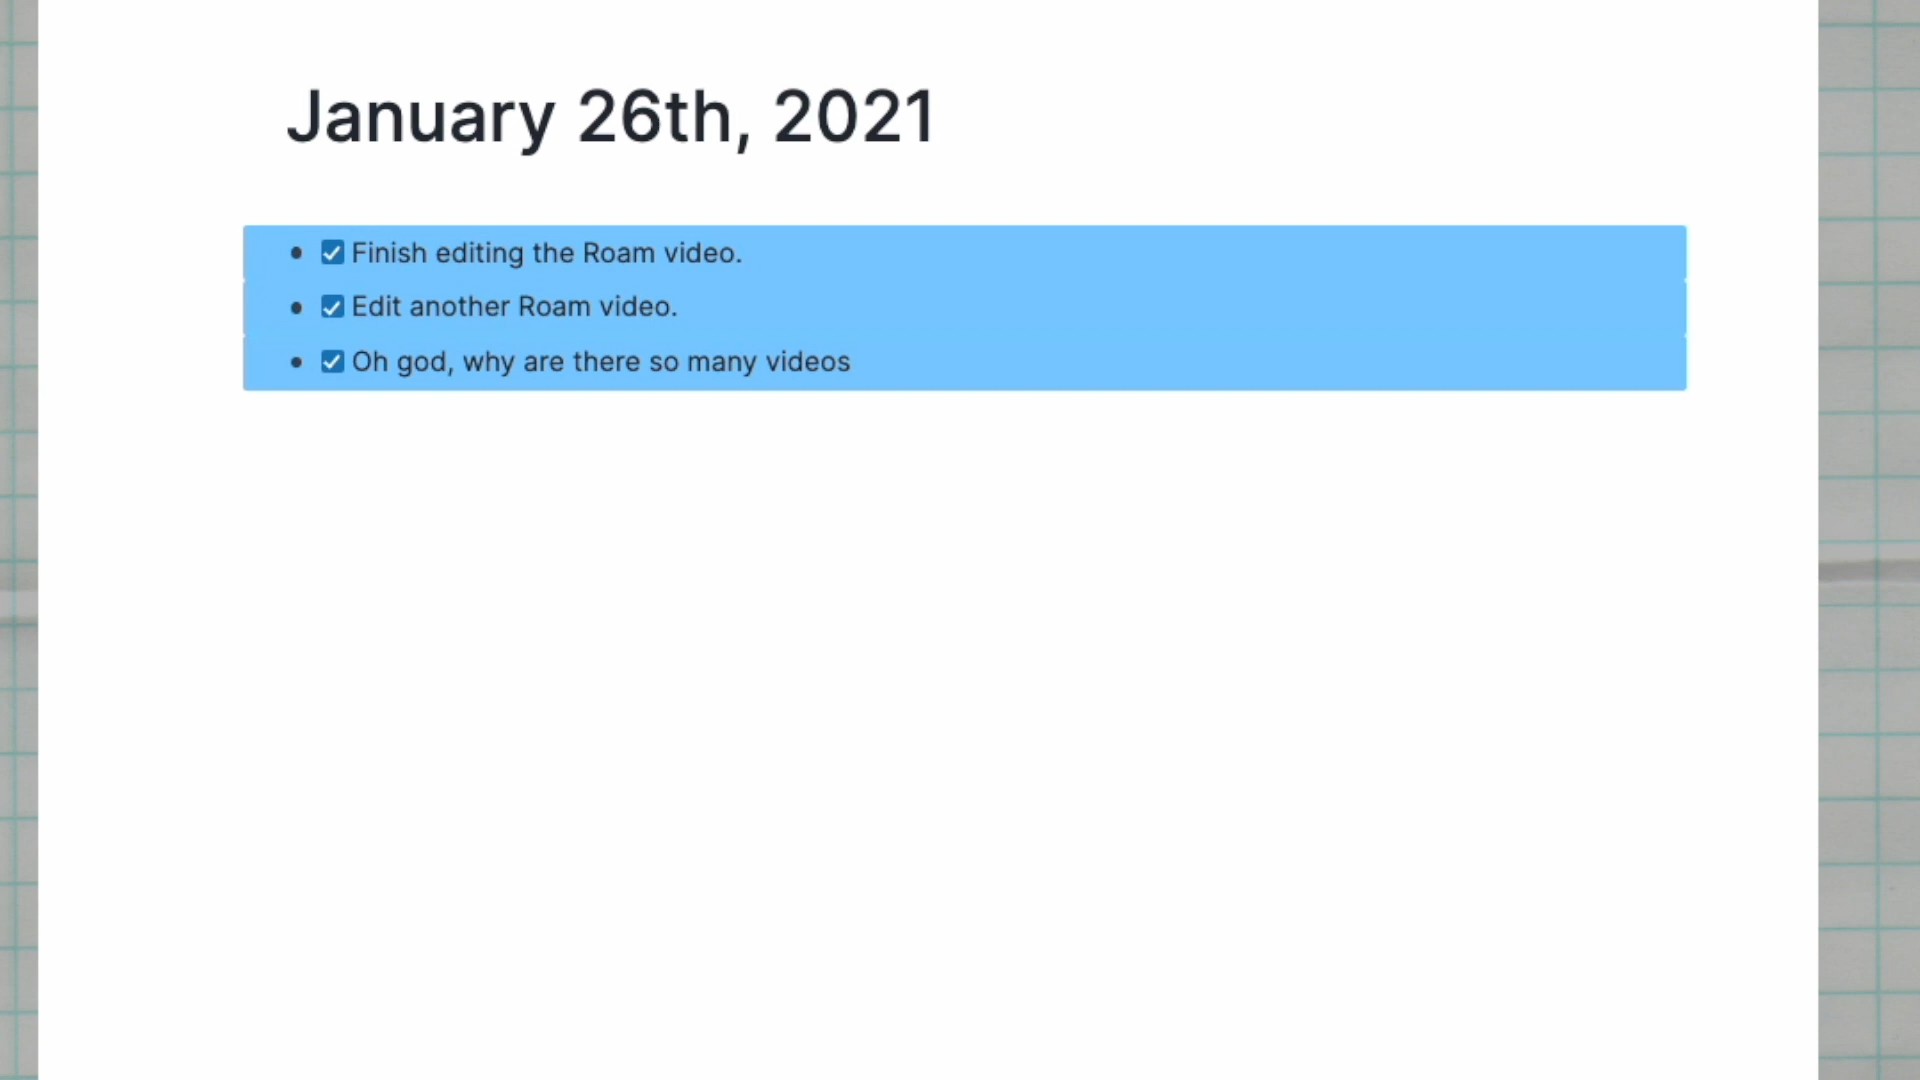 January 26th, 2021
Finish editing the Roam video.
Edit another Roam video.
Oh god, why are there so many videos